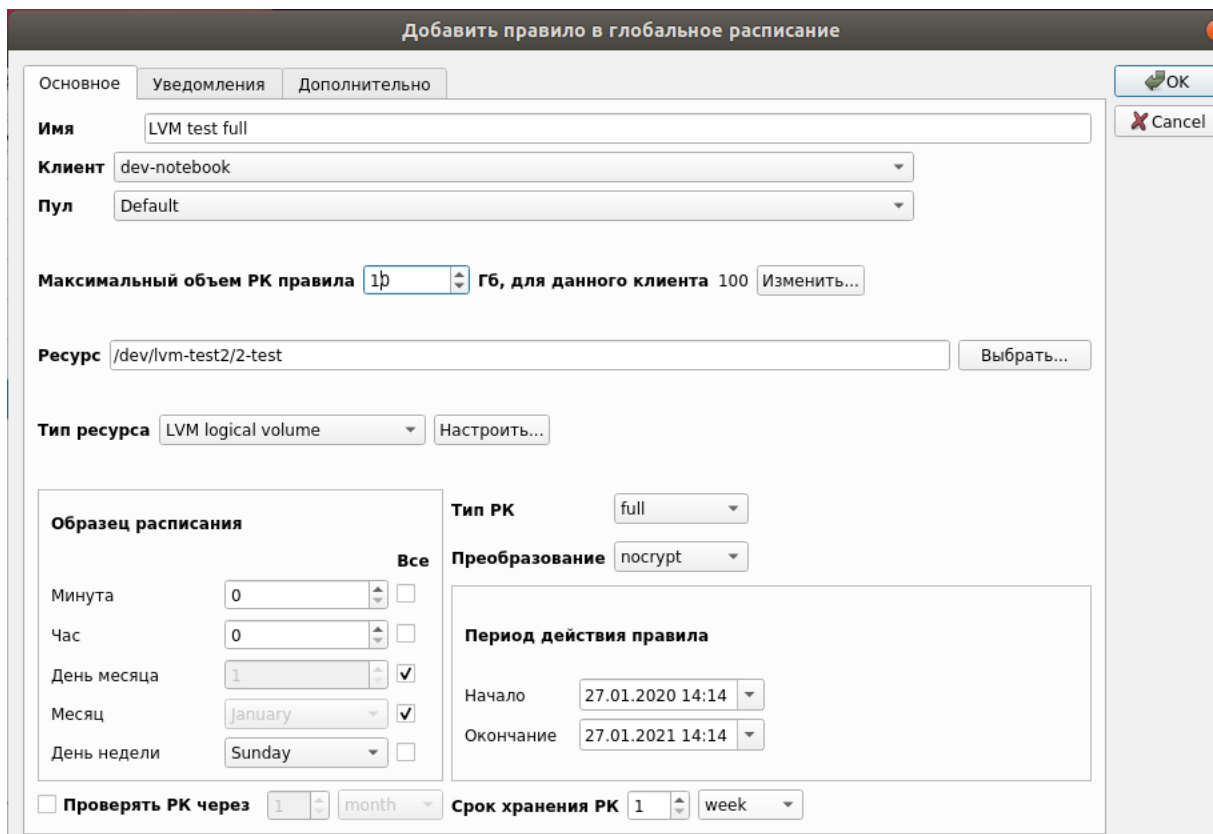 Добавить правило в глобальное расписание
Основное Уведомления Дополнительно
OK
Cancel
Имя LVM test full
Клиент dev-notebook
Пул Default
Максимальный объем РК правила 10 Гб, для данного клиента 100 Изменить...
Ресурс /dev/lvm-test2/2-test Выбрать...
Тип ресурса LVM logical volume Настроить...
Образец расписания
Все
Минута 0
Час 0
День месяца 1
Месяц January
День недели Sunday
Тип РК full
Преобразование nocrypt
Период действия правила
Начало 27.01.2020 14:14
Окончание 27.01.2021 14:14
Проверять РК через 1 month Срок хранения РК 1 week